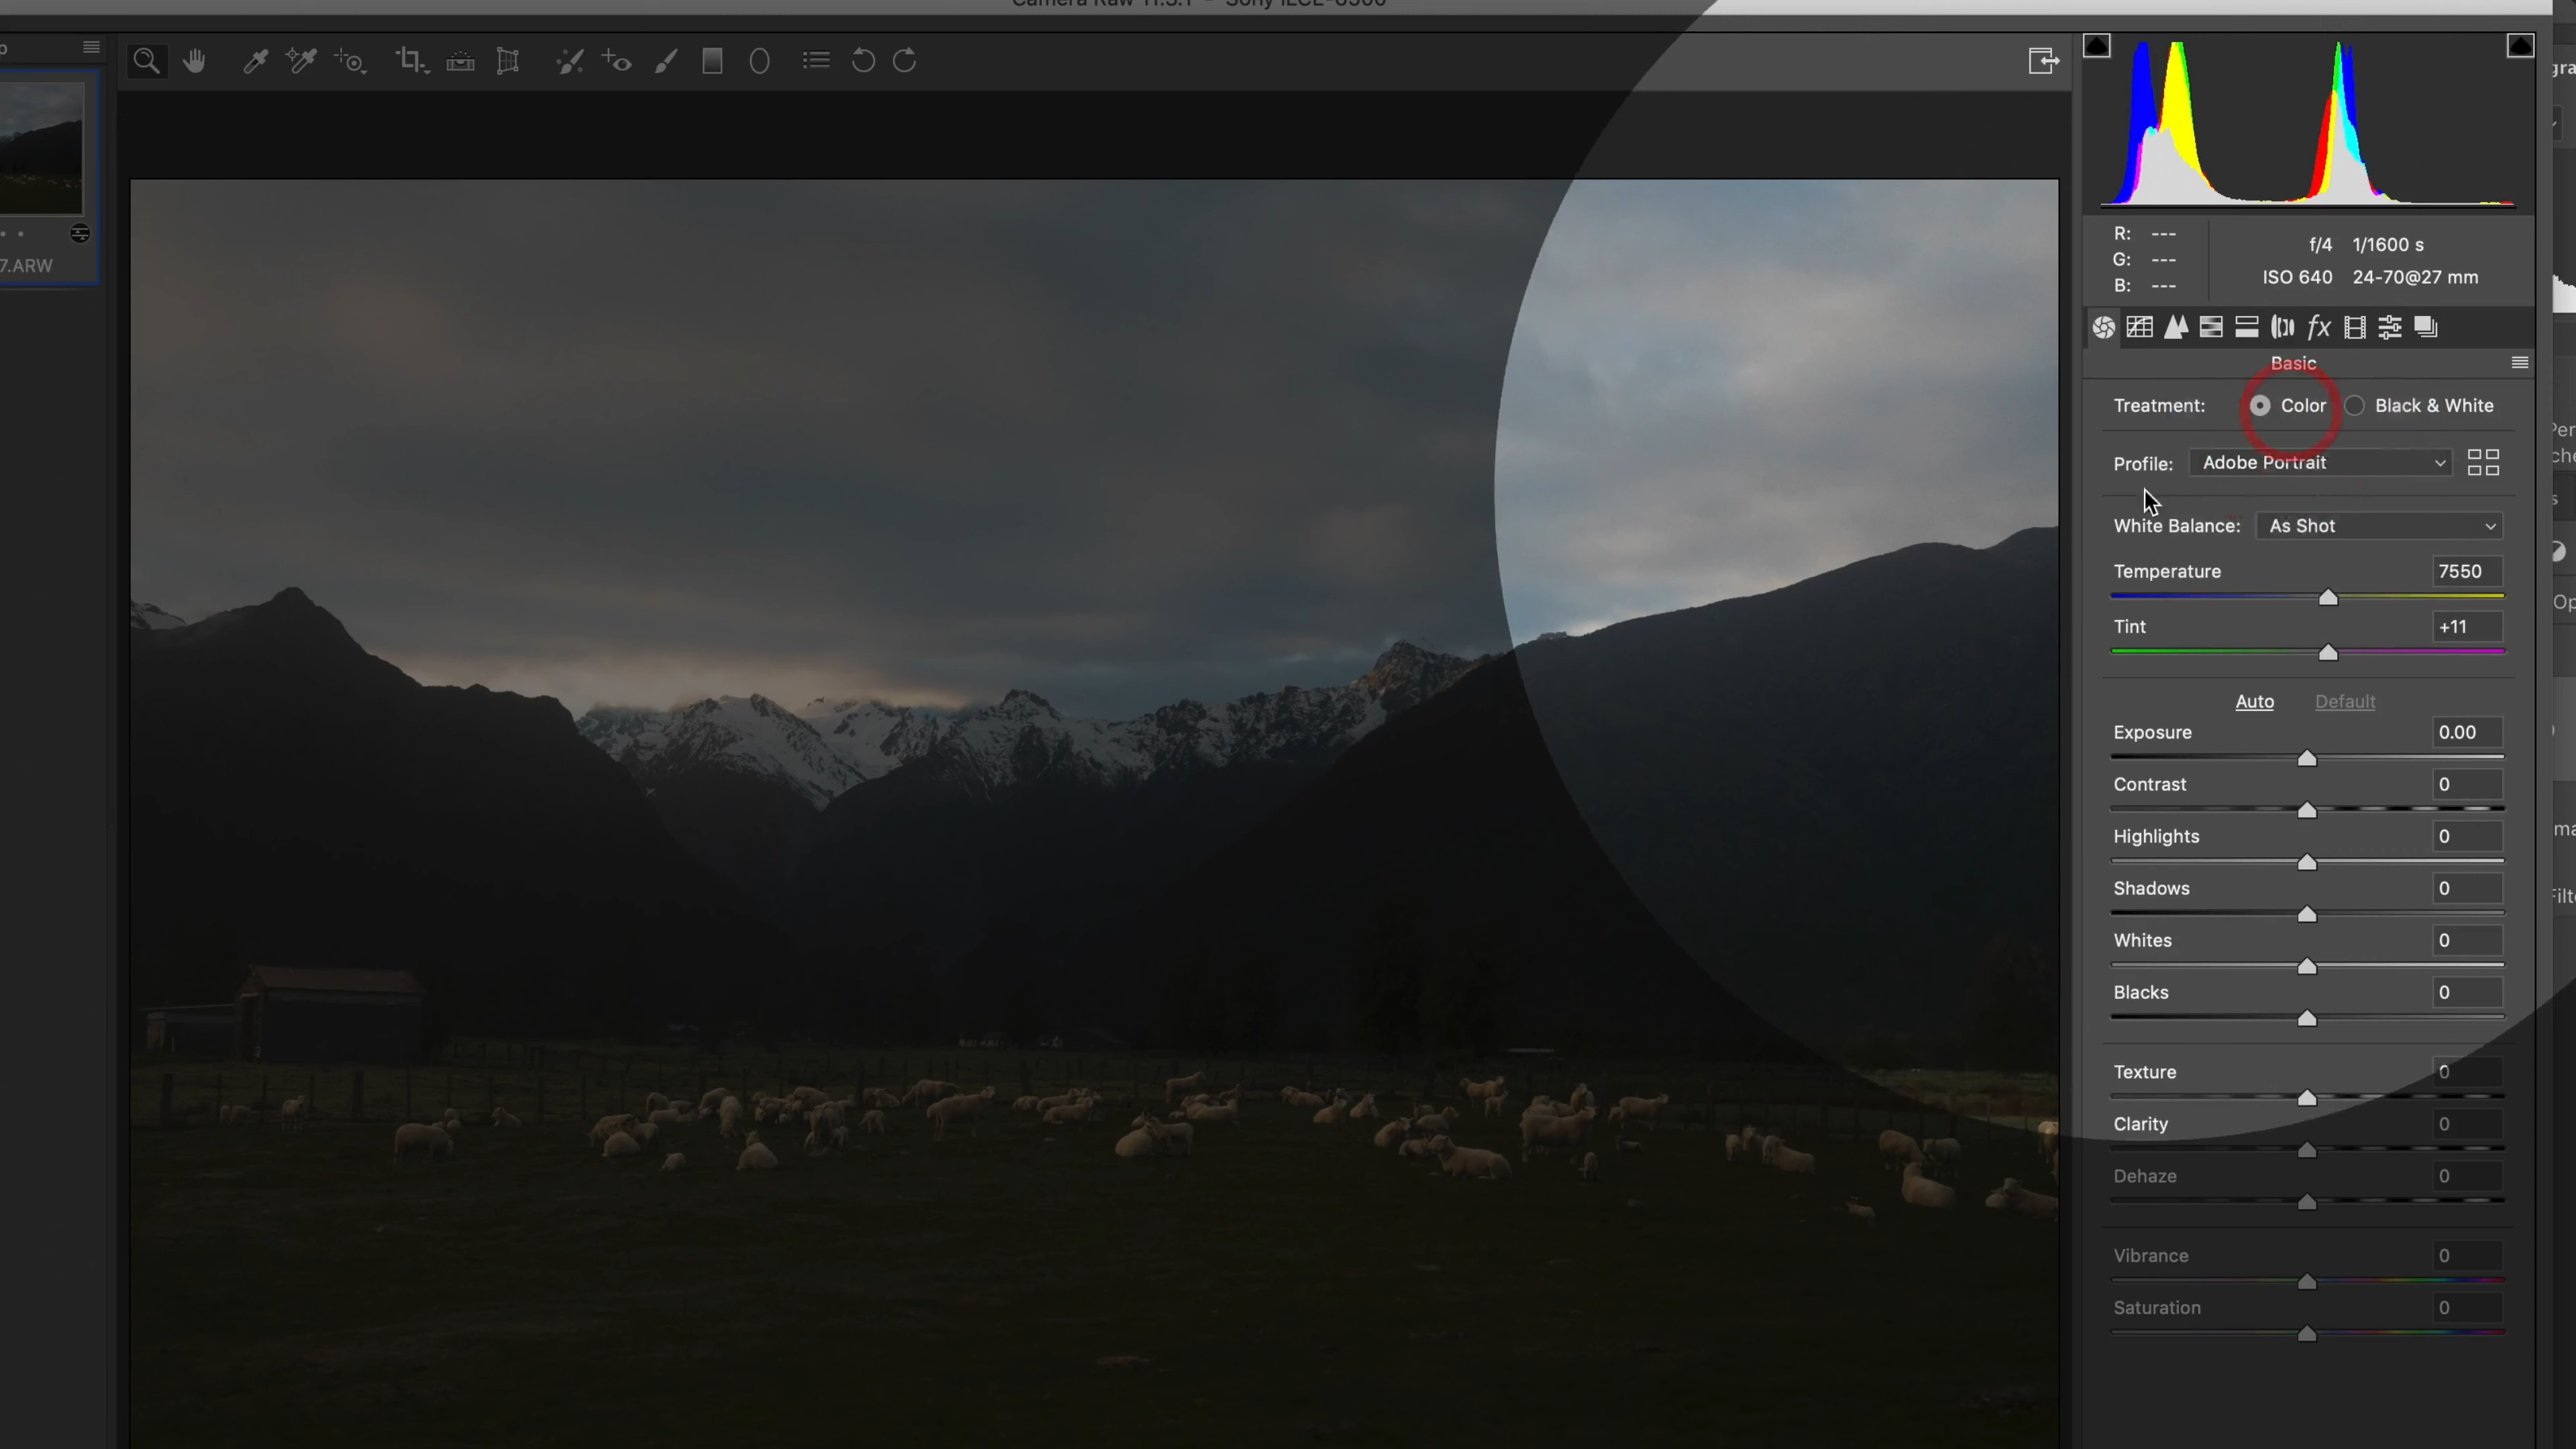 7.ARW
R: ---
G: ---
B: ---
f/4 1/1600 s
ISO 640 24-70@27 mm
fx
Basic
Treatment: Color Black & White
Profile: Adobe Portrait
White Balance: As Shot
Temperature 7550
Tint +11
Auto Default
Exposure 0.00
Contrast 0
Highlights 0
Shadows 0
Whites 0
Blacks 0
Texture 0
Clarity 0
Dehaze 0
Vibrance 0
Saturation 0